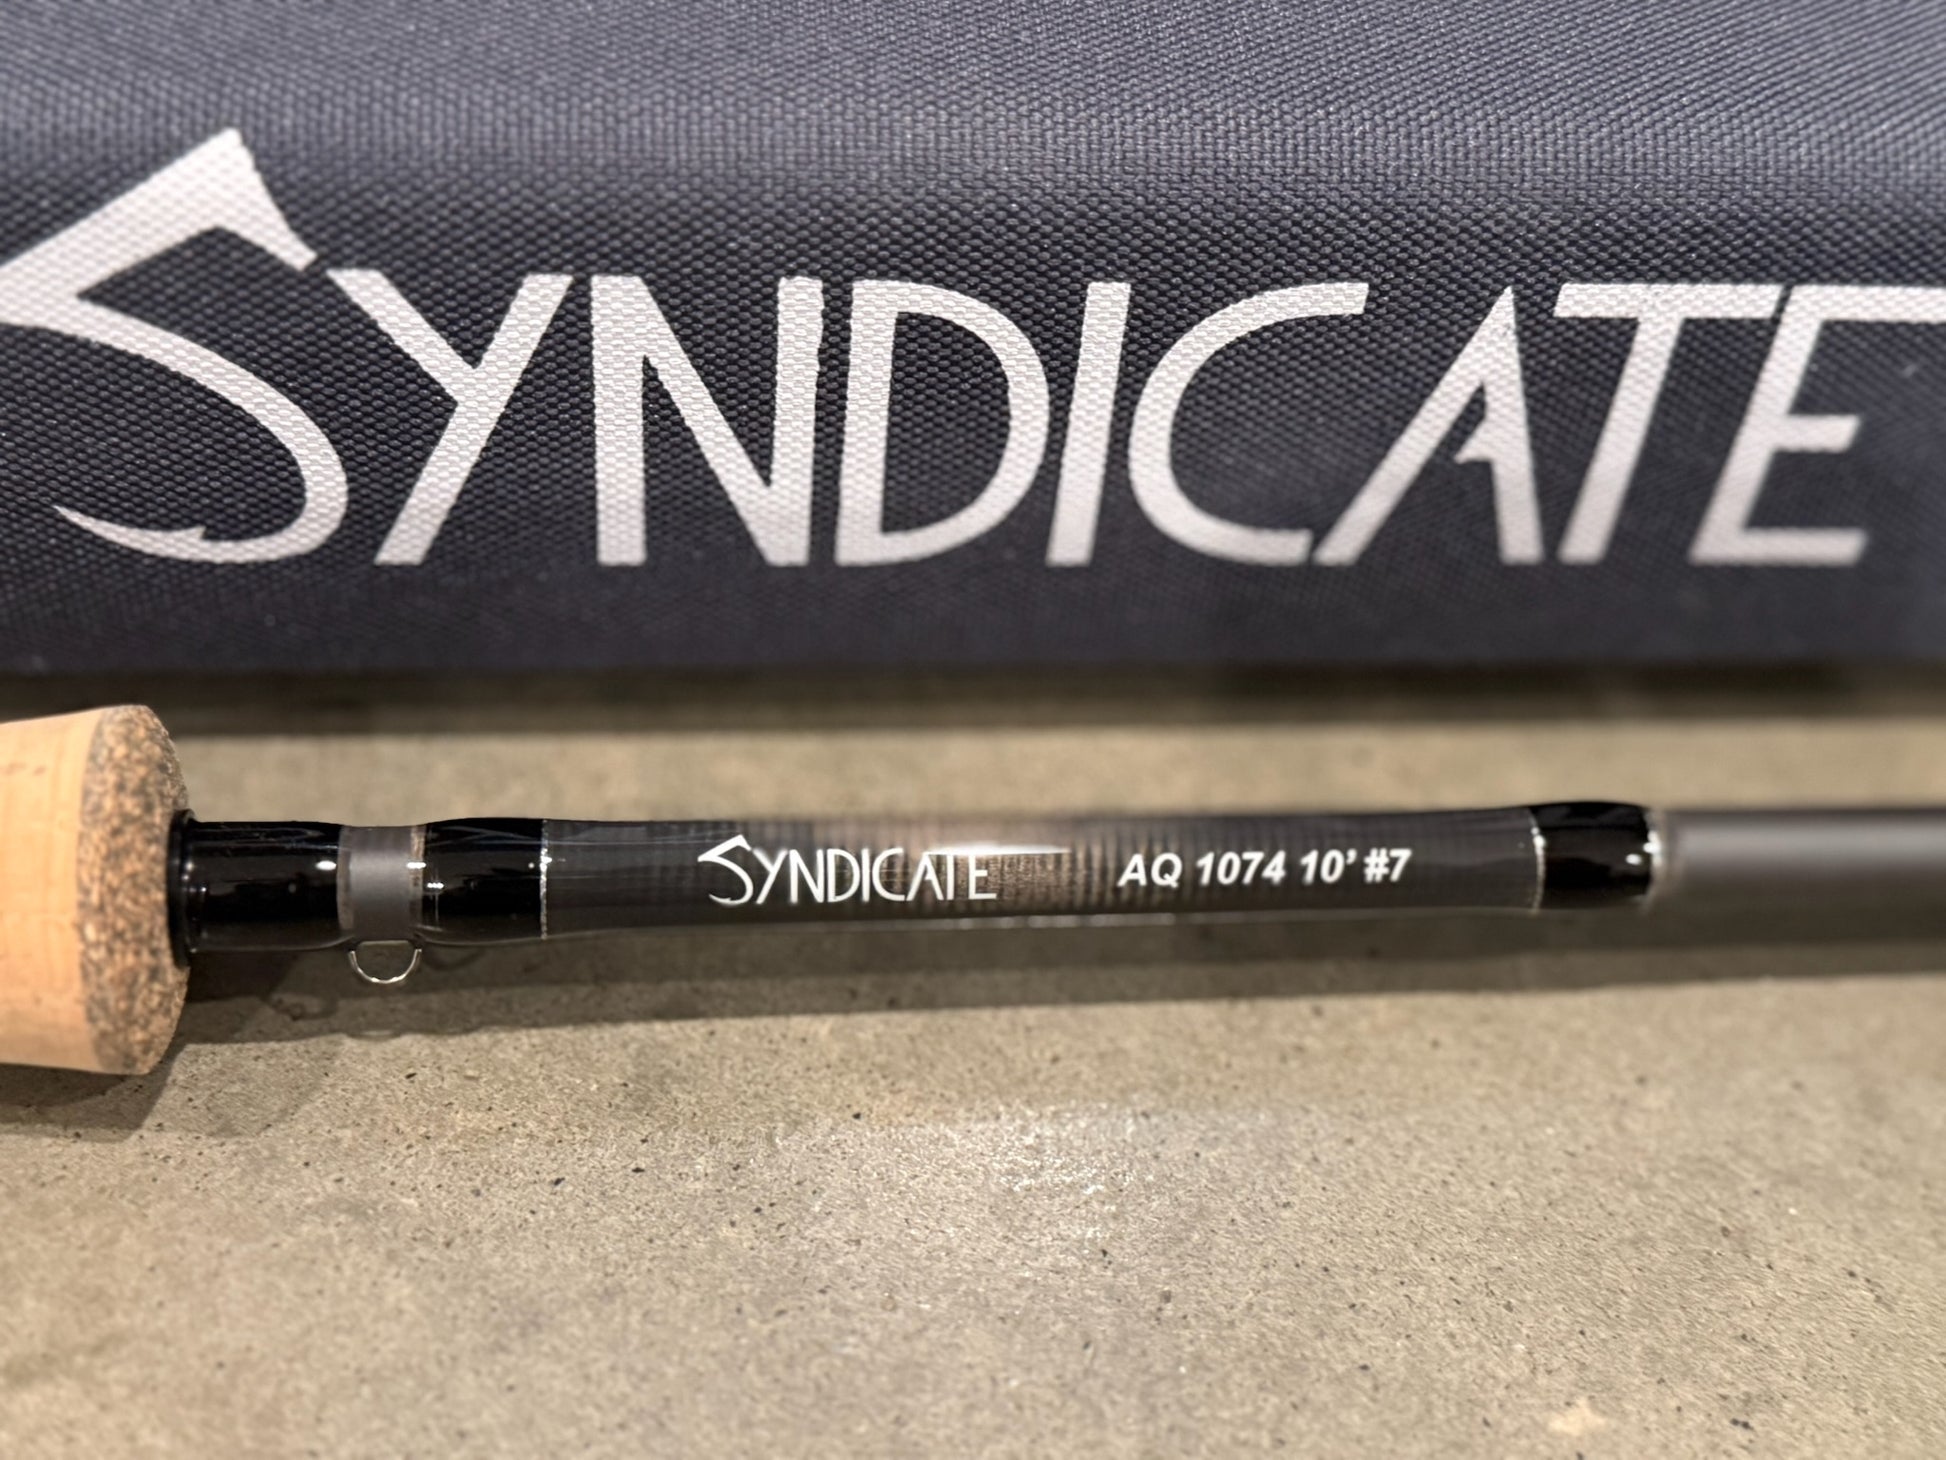 SYNDICATE
SYNDICATE AQ 1074 10' #7